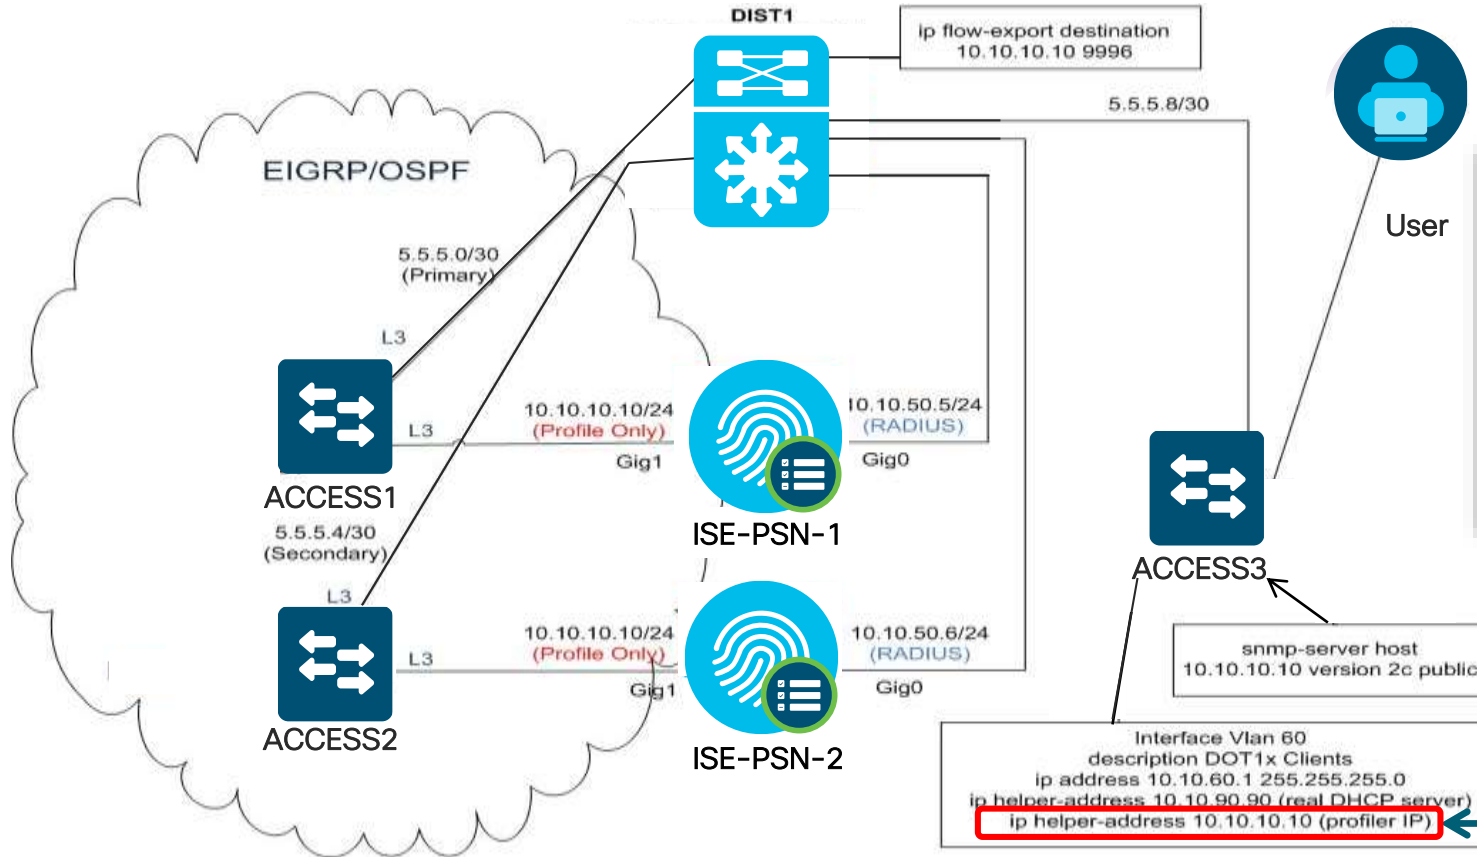 DIST1
ip flow-export destination
10.10.10.10 9996
5.5.5.8/30
User
EIGRP/OSPF
5.5.5.0/30
(Primary)
L3
L3
10.10.10.10/24
(Profile Only)
Gig1
10.10.50.5/24
(RADIUS)
Gig0
ACCESS1
ISE-PSN-1
5.5.5.4/30
(Secondary)
L3
L3
10.10.10.10/24
(Profile Only)
Gig1
10.10.50.6/24
(RADIUS)
Gig0
ACCESS2
ISE-PSN-2
ACCESS3
snmp-server host
10.10.10.10 version 2c public
Interface Vlan 60
description DOT1x Clients
ip address 10.10.60.1 255.255.255.0
ip helper-address 10.10.90.90 (real DHCP server)
ip helper-address 10.10.10.10 (profiler IP)